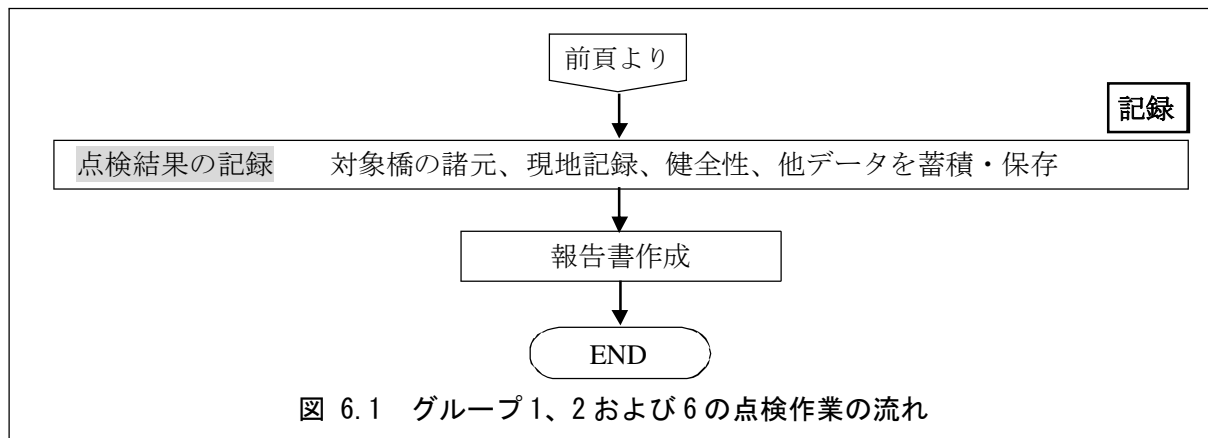 前頁より
記録
点検結果の記録　　対象橋の諸元、現地記録、健全性、他データを蓄積・保存
報告書作成
END
図 6.1　グループ1、2および6の点検作業の流れ